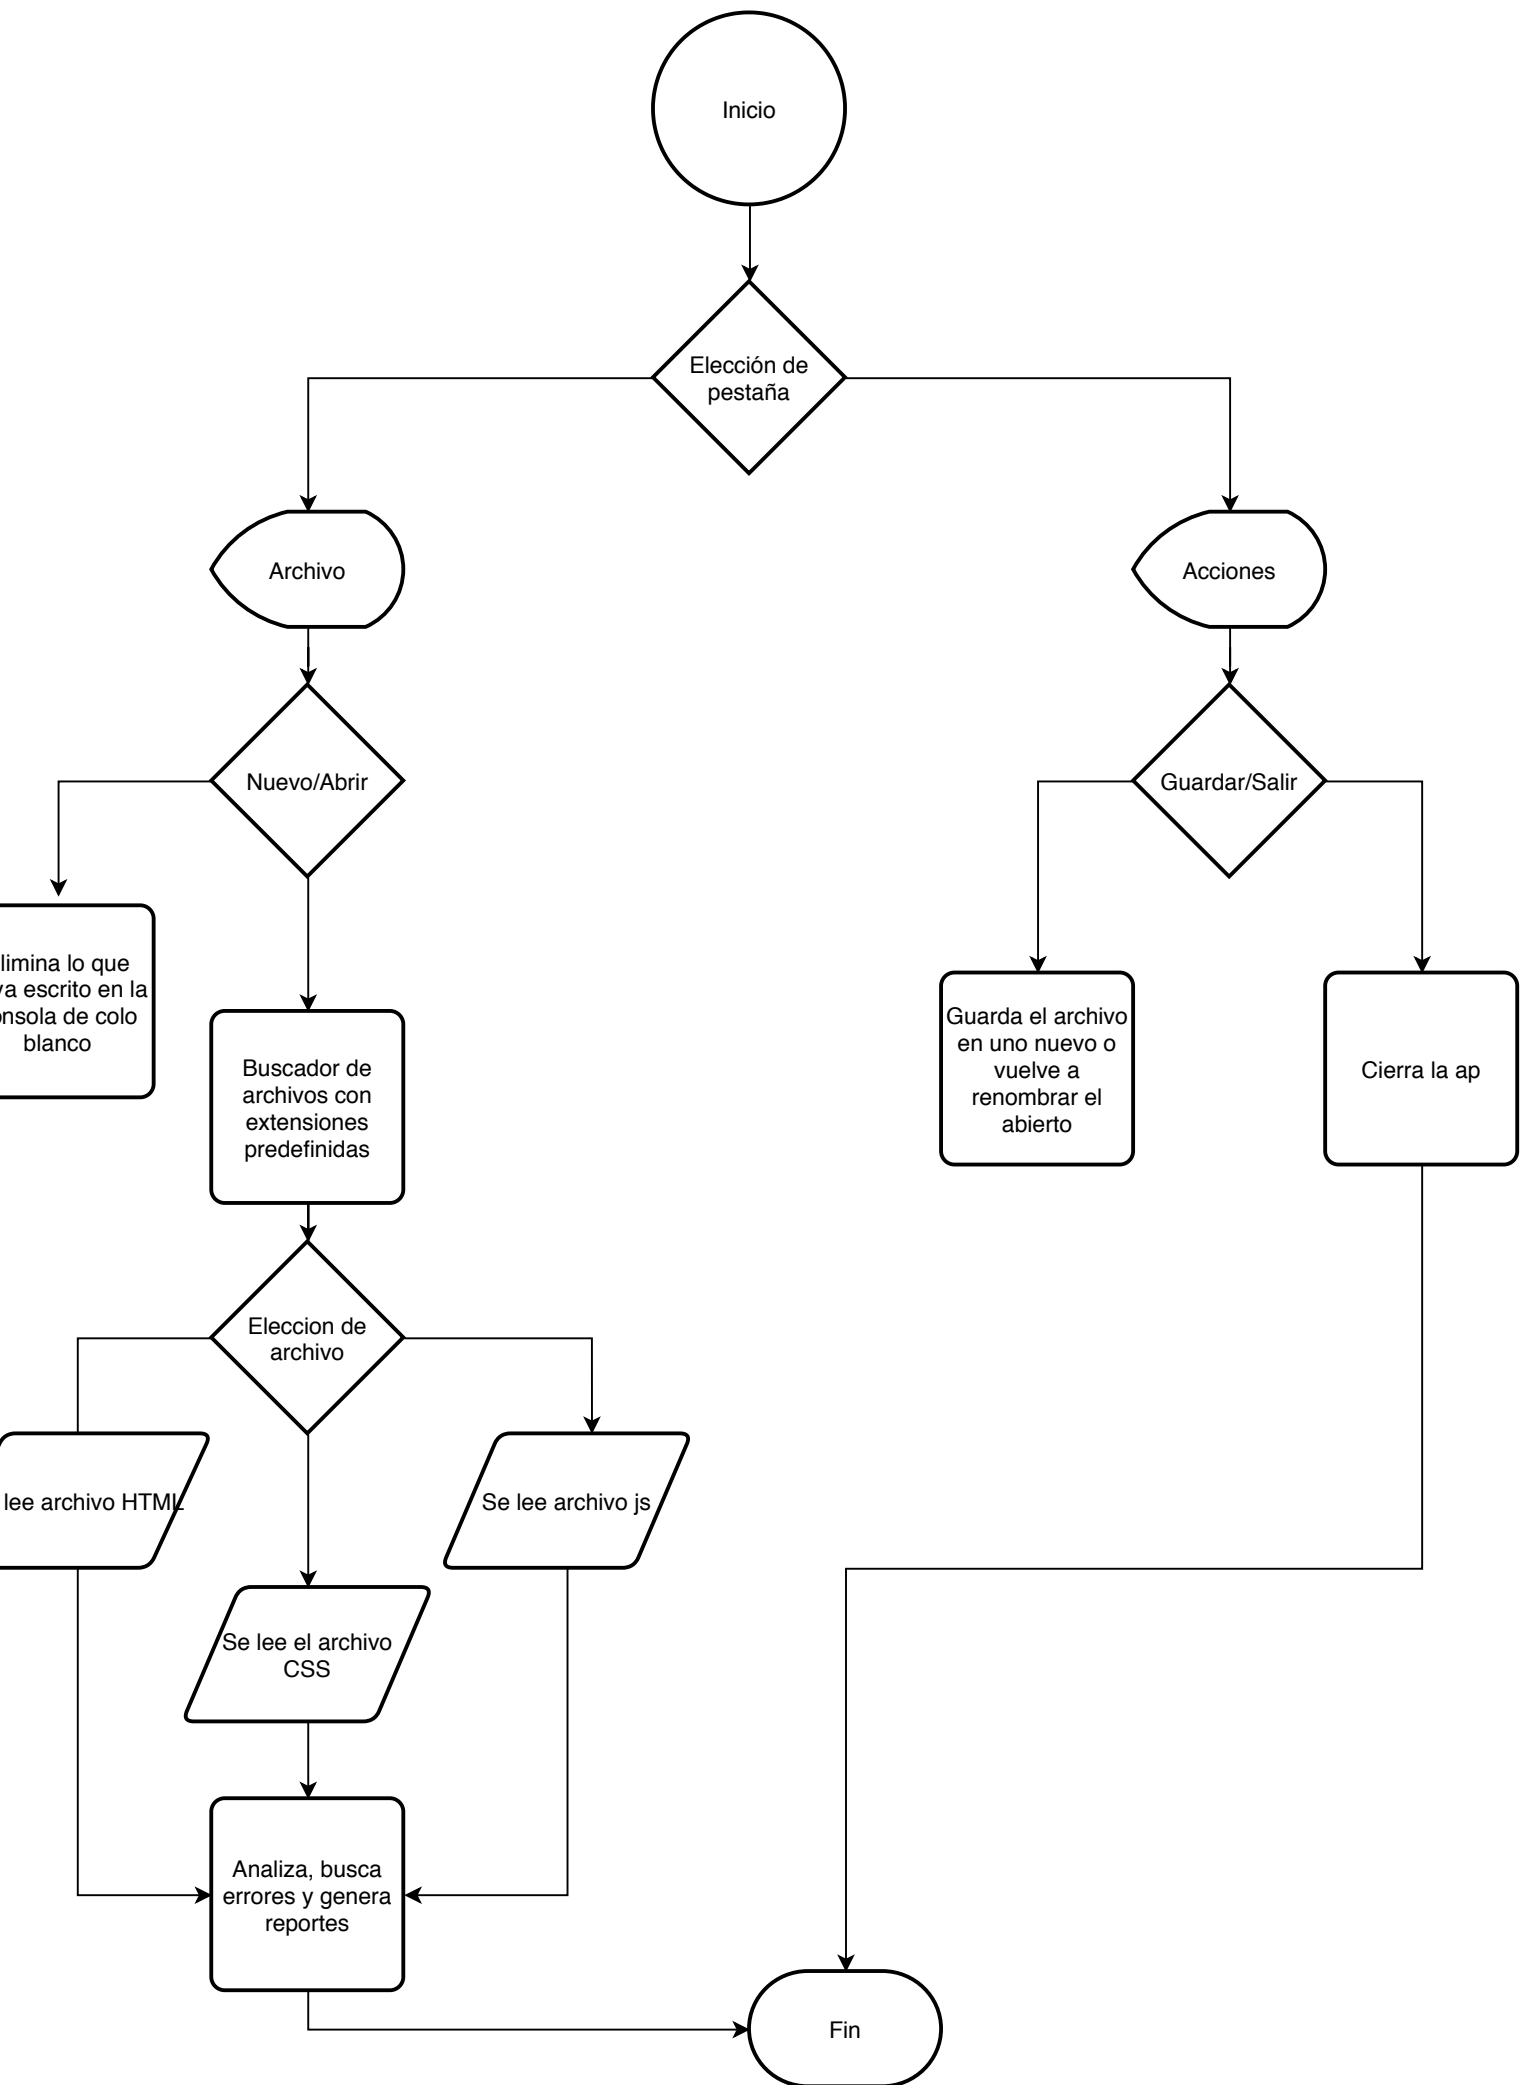 Inicio
Elección de
pestaña
Archivo
Acciones
Nuevo/Abrir
Guardar/Salir
limina lo que
escrito en la
de colo
blanco
Guarda el archivo
en uno nuevo o
vuelve a
renombrar el
abierto
Cierra la ap
Buscador de
archivos con
extensiones
predefinidas
Eleccion de
archivo
lee archivo HTML
Se lee archivo js
Se lee el archivo
CSS
Analiza, busca
errores y genera
reportes
Fin